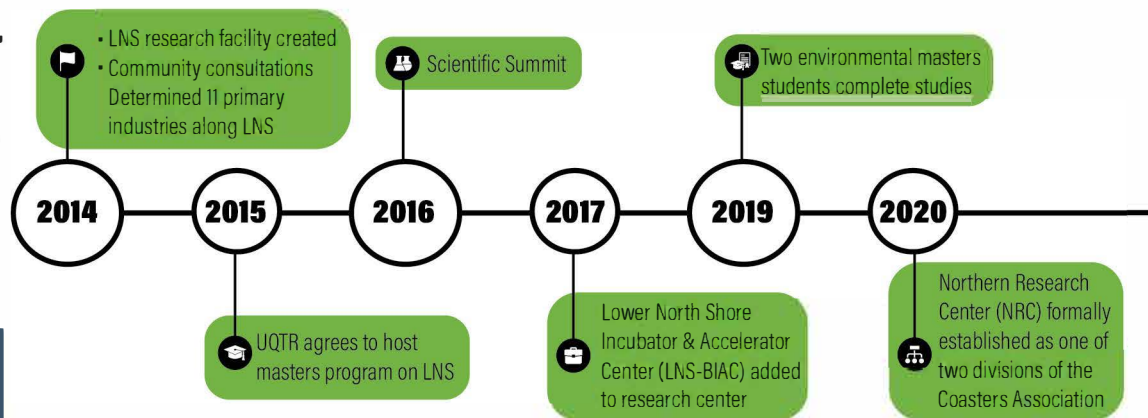 • LNS research facility created
• Community consultations
Determined 11 primary
industries along LNS
Scientific Summit
Two environmental masters
students complete studies
2014
2015
2016
2017
2019
2020
UQTR agrees to host
masters program on LNS
Lower North Shore
Incubator & Accelerator
Center (LNS-BIAC) added
to research center
Northern Research
Center (NRC) formally
established as one of
two divisions of the
Coasters Association